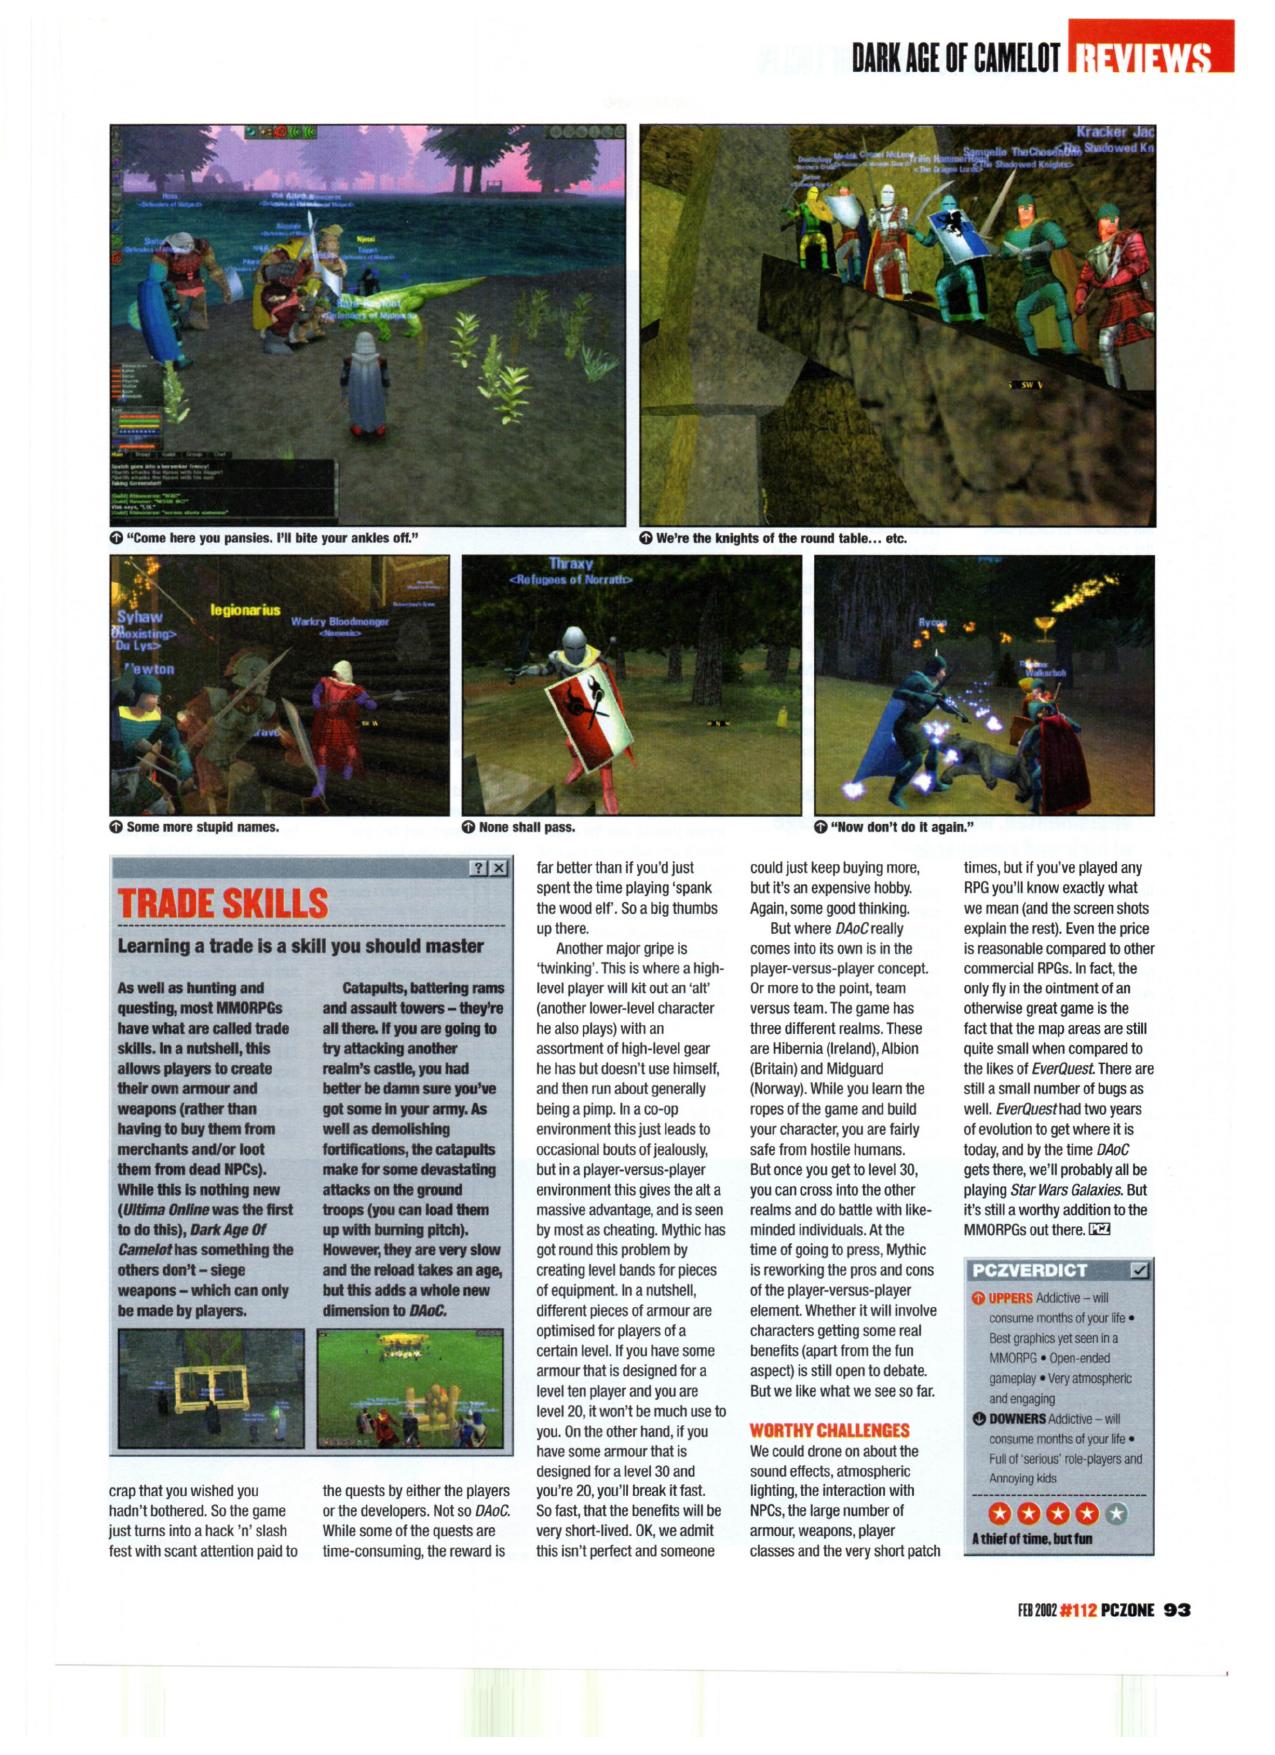 DARK AGE OF CAMELOT REVIEWS
Kracker Jac
<The Shadowed Kn
Samyelle TheChosenOne
<The Shadowed Knights>
<The Dragon Lords>
<Defenders of Midgard>
"Come here you pansies. I'll bite your ankles off."
We're the knights of the round table... etc.
Syhaw
Du Lys>
legionarius
Warkry Bloodmonger
<Nemesis>
Thraxy
<Refugees of Norrath>
Rycon
Some more stupid names.
None shall pass.
"Now don't do it again."
TRADE SKILLS
Learning a trade is a skill you should master
As well as hunting and
questing, most MMORPGs
have what are called trade
skills. In a nutshell, this
allows players to create
their own armour and
weapons (rather than
having to buy them from
merchants and/or loot
them from dead NPCs).
While this is nothing new
(Ultima Online was the first
to do this), Dark Age Of
Camelot has something the
others don't – siege
weapons – which can only
be made by players.
Catapults, battering rams
and assault towers – they're
all there. If you are going to
try attacking another
realm's castle, you had
better be damn sure you've
got some in your army. As
well as demolishing
fortifications, the catapults
make for some devastating
attacks on the ground
troops (you can load them
up with burning pitch).
However, they are very slow
and the reload takes an age,
but this adds a whole new
dimension to DAoC.
crap that you wished you
hadn't bothered. So the game
just turns into a hack 'n' slash
fest with scant attention paid to
the quests by either the players
or the developers. Not so DAoC.
While some of the quests are
time-consuming, the reward is
far better than if you'd just
spent the time playing 'spank
the wood elf'. So a big thumbs
up there.
Another major gripe is
'twinking'. This is where a high-
level player will kit out an 'alt'
(another lower-level character
he also plays) with an
assortment of high-level gear
he has but doesn't use himself,
and then run about generally
being a pimp. In a co-op
environment this just leads to
occasional bouts of jealously,
but in a player-versus-player
environment this gives the alt a
massive advantage, and is seen
by most as cheating. Mythic has
got round this problem by
creating level bands for pieces
of equipment. In a nutshell,
different pieces of armour are
optimised for players of a
certain level. If you have some
armour that is designed for a
level ten player and you are
level 20, it won't be much use to
you. On the other hand, if you
have some armour that is
designed for a level 30 and
you're 20, you'll break it fast.
So fast, that the benefits will be
very short-lived. OK, we admit
this isn't perfect and someone
could just keep buying more,
but it's an expensive hobby.
Again, some good thinking.
But where DAoC really
comes into its own is in the
player-versus-player concept.
Or more to the point, team
versus team. The game has
three different realms. These
are Hibernia (Ireland), Albion
(Britain) and Midguard
(Norway). While you learn the
ropes of the game and build
your character, you are fairly
safe from hostile humans.
But once you get to level 30,
you can cross into the other
realms and do battle with like-
minded individuals. At the
time of going to press, Mythic
is reworking the pros and cons
of the player-versus-player
element. Whether it will involve
characters getting some real
benefits (apart from the fun
aspect) is still open to debate.
But we like what we see so far.
WORTHY CHALLENGES
We could drone on about the
sound effects, atmospheric
lighting, the interaction with
NPCs, the large number of
armour, weapons, player
classes and the very short patch
times, but if you've played any
RPG you'll know exactly what
we mean (and the screen shots
explain the rest). Even the price
is reasonable compared to other
commercial RPGs. In fact, the
only fly in the ointment of an
otherwise great game is the
fact that the map areas are still
quite small when compared to
the likes of EverQuest. There are
still a small number of bugs as
well. EverQuest had two years
of evolution to get where it is
today, and by the time DAoC
gets there, we'll probably all be
playing Star Wars Galaxies. But
it's still a worthy addition to the
MMORPGs out there. PCZ
PCZVERDICT
UPPERS Addictive – will
consume months of your life •
Best graphics yet seen in a
MMORPG • Open-ended
gameplay • Very atmospheric
and engaging
DOWNERS Addictive – will
consume months of your life •
Full of 'serious' role-players and
Annoying kids
A thief of time, but fun
FEB 2002 #112 PCZONE 93